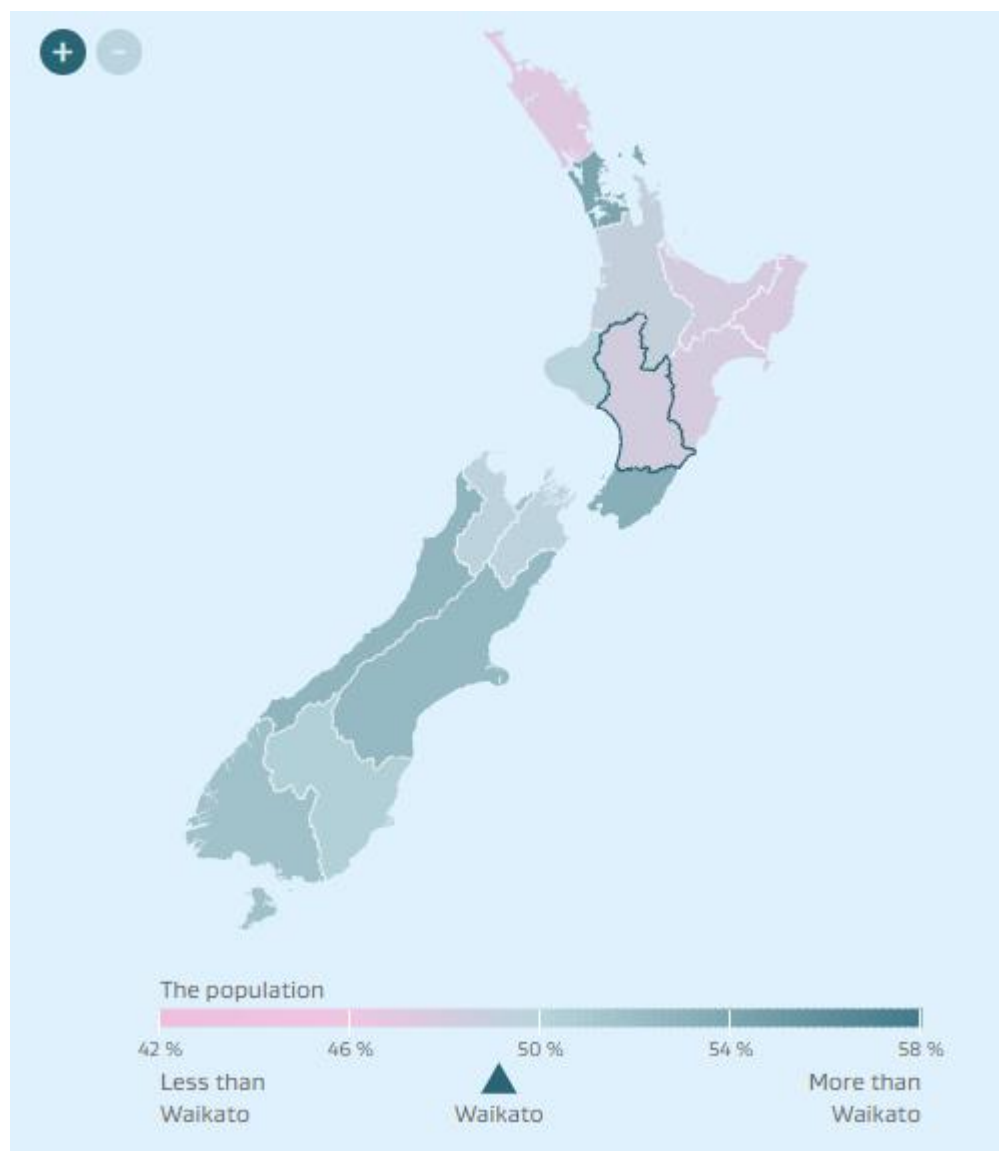 + -
The population
42 % 46 % 50 % 54 % 58 %
Less than More than
Waikato Waikato Waikato